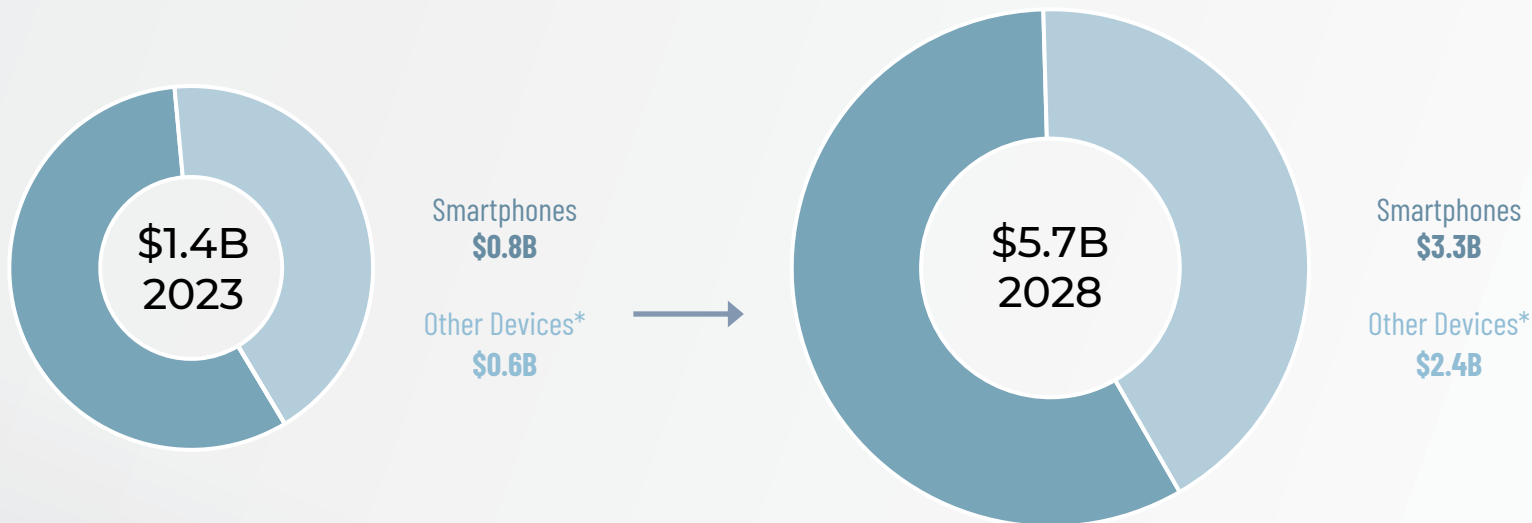 $1.4B
2023
Smartphones
$0.8B
Other Devices*
$0.6B
$5.7B
2028
Smartphones
$3.3B
Other Devices*
$2.4B